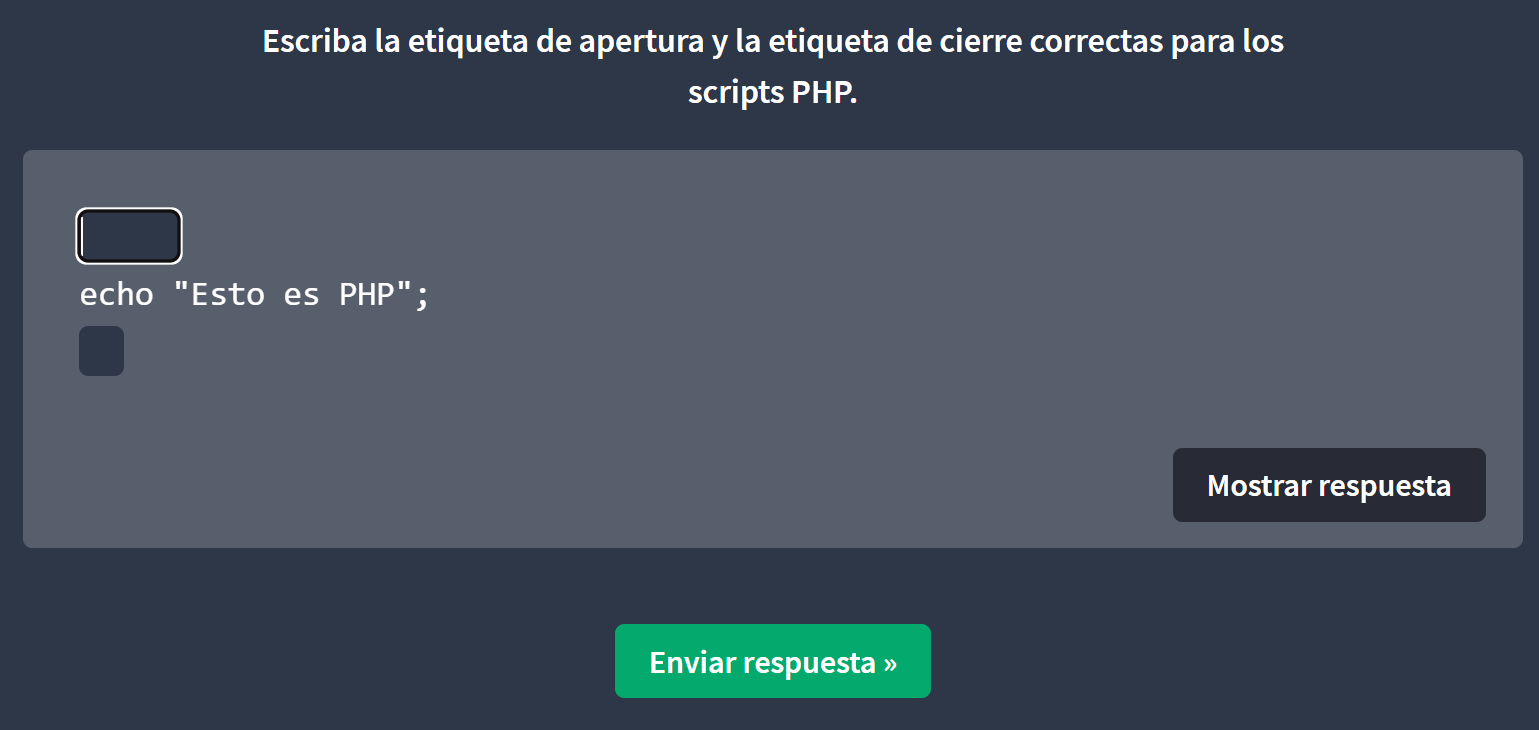 Escriba la etiqueta de apertura y la etiqueta de cierre correctas para los
scripts PHP.
echo "Esto es PHP";
Mostrar respuesta
Enviar respuesta »